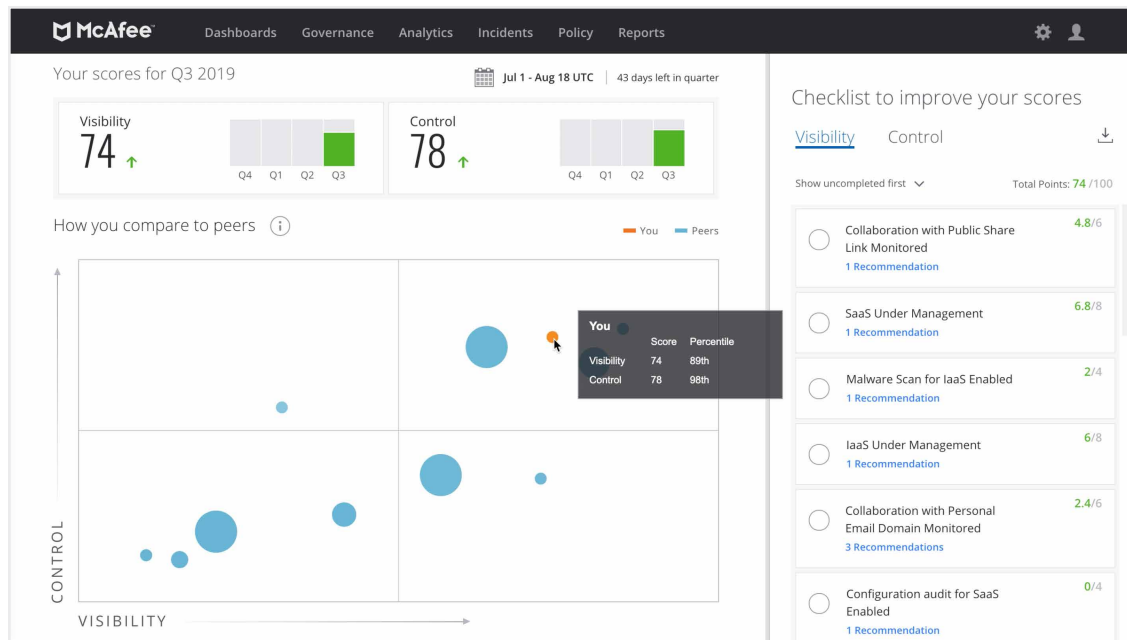 McAfee™
Dashboards Governance Analytics Incidents Policy Reports
Your scores for Q3 2019
Jul 1 - Aug 18 UTC 43 days left in quarter
Visibility
74
Q4 Q1 Q2 Q3
Control
78
Q4 Q1 Q2 Q3
How you compare to peers i
You Peers
You
Score Percentile
Visibility 74 89th
Control 78 98th
CONTROL
VISIBILITY
Checklist to improve your scores
Visibility Control
Show uncompleted first Total Points: 74 /100
Collaboration with Public Share 4.8/6
Link Monitored
1 Recommendation
SaaS Under Management 6.8/8
1 Recommendation
Malware Scan for IaaS Enabled 2/4
1 Recommendation
IaaS Under Management 6/8
1 Recommendation
Collaboration with Personal 2.4/6
Email Domain Monitored
3 Recommendations
Configuration audit for SaaS 0/4
Enabled
1 Recommendation